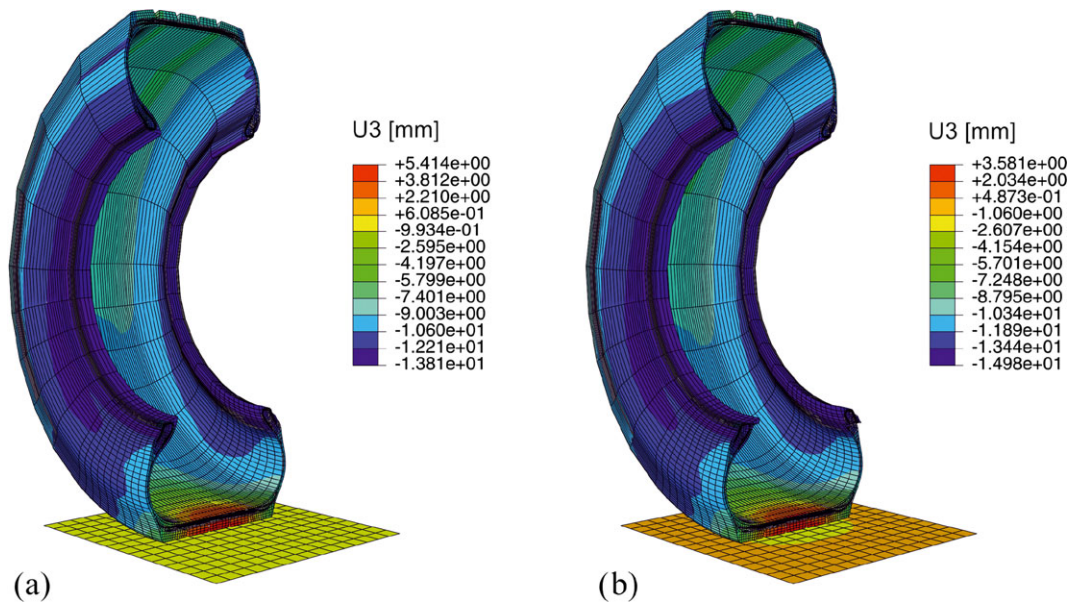 U3 [mm]
+5.414e+00
+3.812e+00
+2.210e+00
+6.085e-01
-9.934e-01
-2.595e+00
-4.197e+00
-5.799e+00
-7.401e+00
-9.003e+00
-1.060e+01
-1.221e+01
-1.381e+01
(a)
U3 [mm]
+3.581e+00
+2.034e+00
+4.873e-01
-1.060e+00
-2.607e+00
-4.154e+00
-5.701e+00
-7.248e+00
-8.795e+00
-1.034e+01
-1.189e+01
-1.344e+01
-1.498e+01
(b)